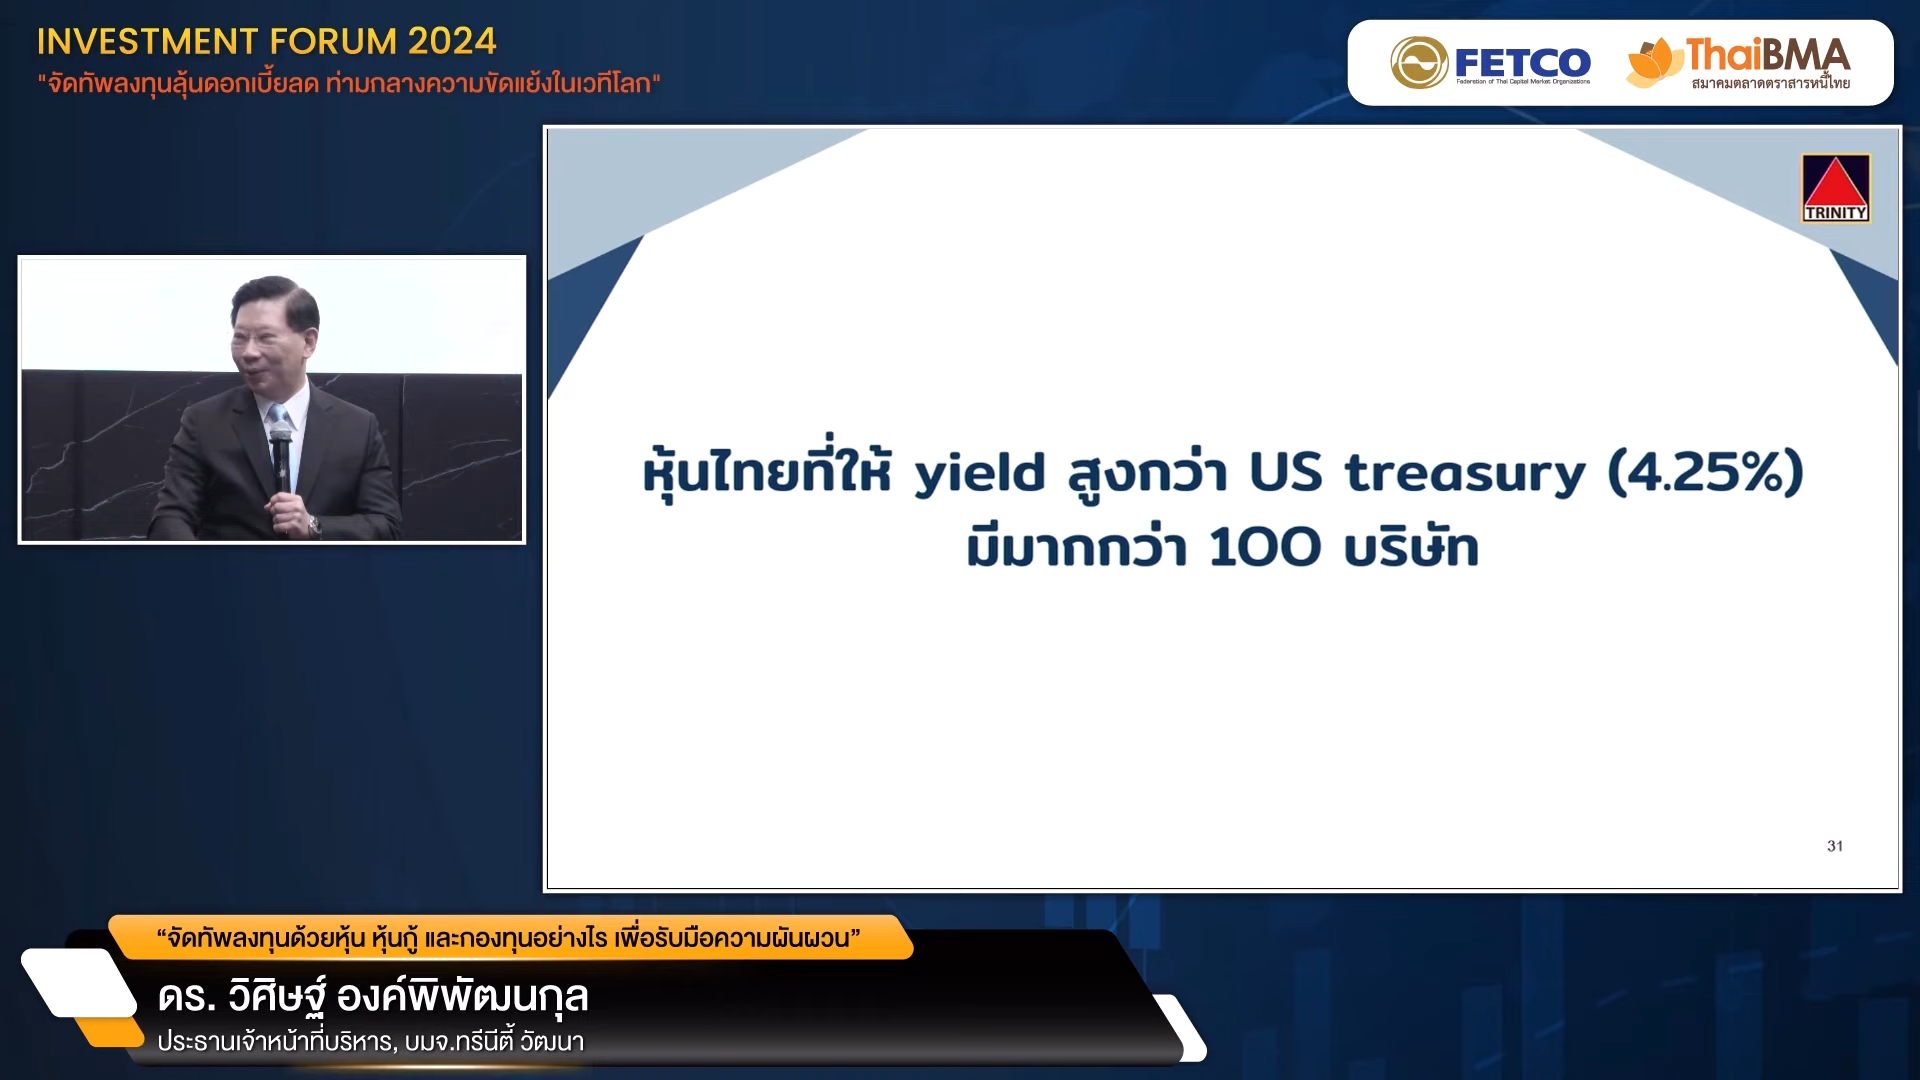 INVESTMENT FORUM 2024
"จัดทัพลงทุนลุ้นดอกเบี้ยลด ท่ามกลางความขัดแย้งในเวทีโลก"
FETCO
Federation of Thai Capital Market Organizations
ThaiBMA
สมาคมตลาดตราสารหนี้ไทย
TRINITY
หุ้นไทยที่ให้ yield สูงกว่า US treasury (4.25%)
มีมากกว่า 100 บริษัท
31
“จัดทัพลงทุนด้วยหุ้น หุ้นกู้ และกองทุนอย่างไร เพื่อรับมือความผันผวน”
ดร. วิศิษฐ์ องค์พิพัฒนกุล
ประธานเจ้าหน้าที่บริหาร, บมจ.ทรีนีตี้ วัฒนา